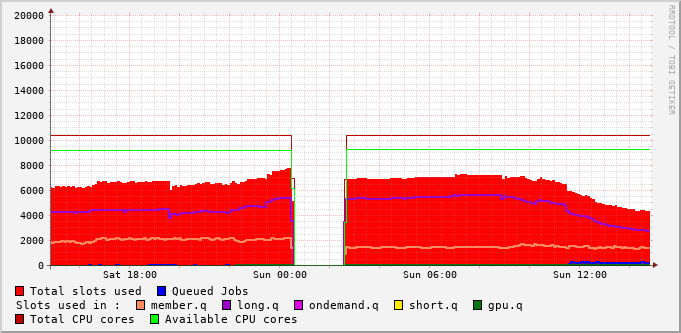 20000
18000
16000
14000
12000
10000
8000
6000
4000
2000
0
Sat 18:00 Sun 00:00 Sun 06:00 Sun 12:00
RRDTOOL / TOBI OETIKER
Total slots used Queued Jobs
Slots used in : member.q long.q ondemand.q short.q gpu.q
Total CPU cores Available CPU cores